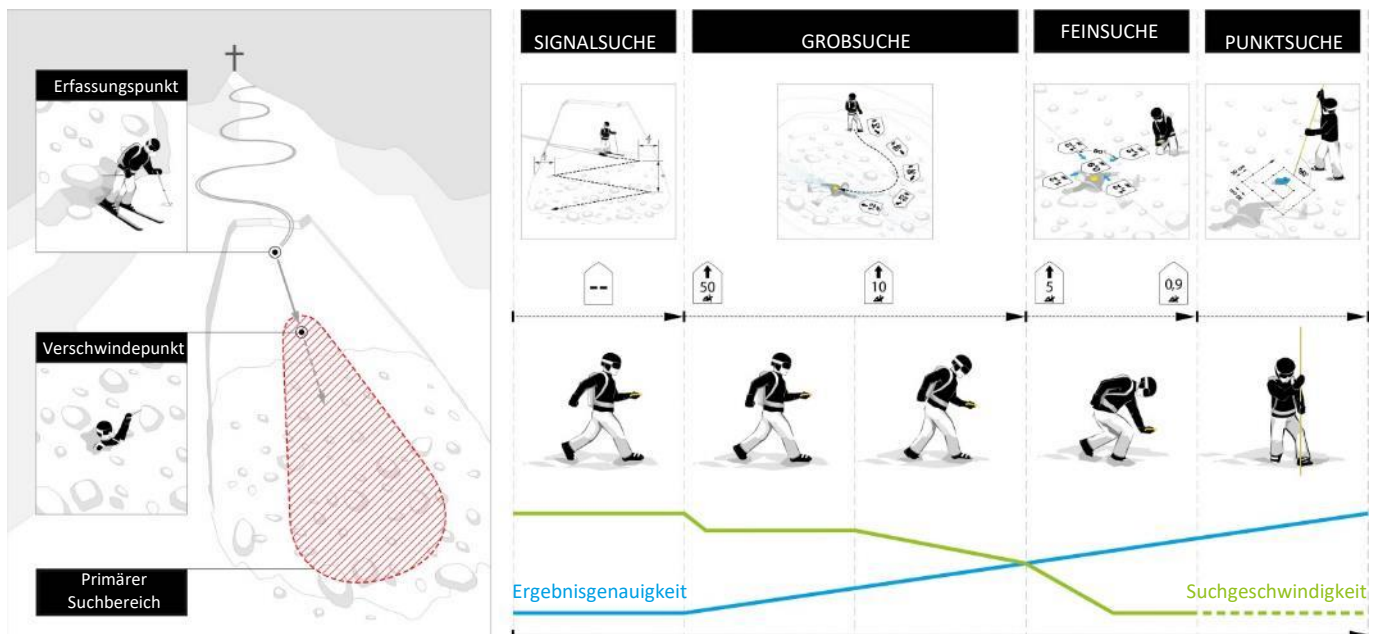 Erfassungspunkt
Verschwindepunkt
Primärer
Suchbereich
SIGNALSUCHE
GROBSUCHE
FEINSUCHE
PUNKTSUCHE
--
50
10
5
0,9
Ergebnisgenauigkeit
Suchgeschwindigkeit